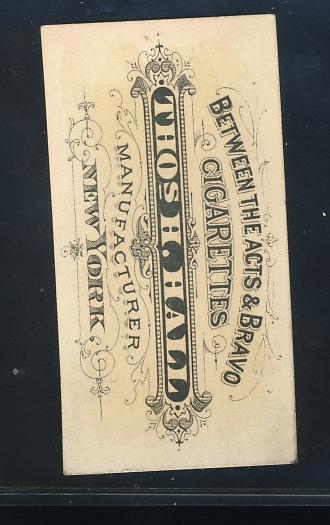 BETWEEN THE ACTS & BRAVO
CIGARETTES
THOS H. HALL
MANUFACTURER
NEW YORK